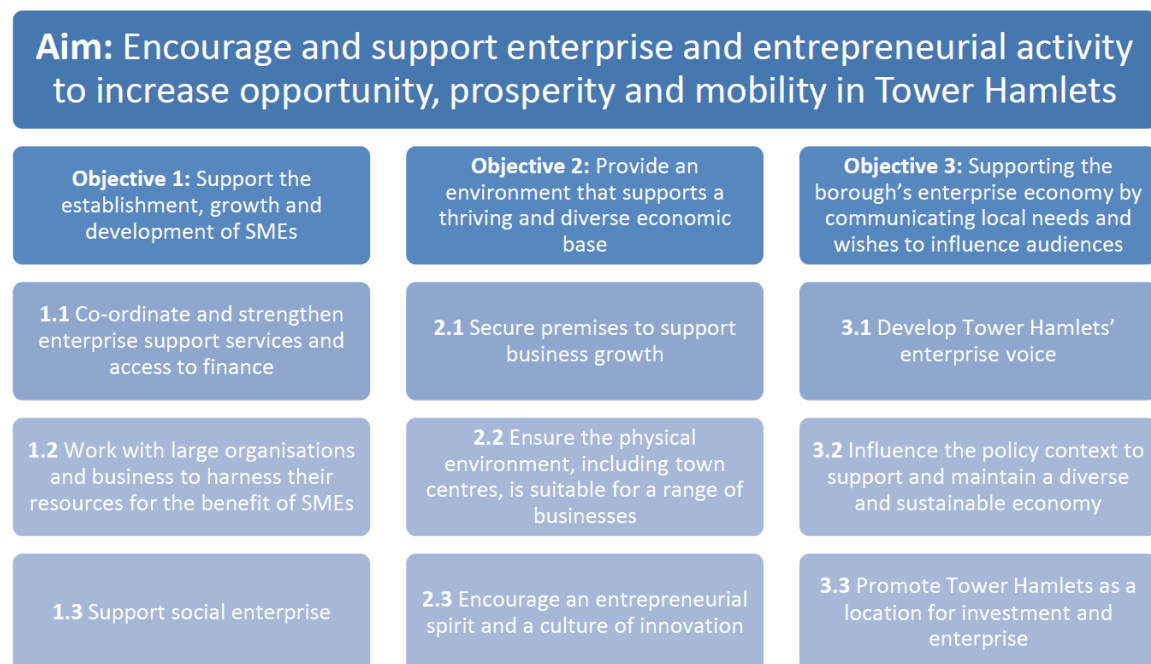 Aim: Encourage and support enterprise and entrepreneurial activity
to increase opportunity, prosperity and mobility in Tower Hamlets
Objective 1: Support the
establishment, growth and
development of SMEs
1.1 Co-ordinate and strengthen
enterprise support services and
access to finance
1.2 Work with large organisations
and business to harness their
resources for the benefit of SMEs
1.3 Support social enterprise
Objective 2: Provide an
environment that supports a
thriving and diverse economic
base
2.1 Secure premises to support
business growth
2.2 Ensure the physical
environment, including town
centres, is suitable for a range of
businesses
2.3 Encourage an entrepreneurial
spirit and a culture of innovation
Objective 3: Supporting the
borough’s enterprise economy by
communicating local needs and
wishes to influence audiences
3.1 Develop Tower Hamlets’
enterprise voice
3.2 Influence the policy context to
support and maintain a diverse
and sustainable economy
3.3 Promote Tower Hamlets as a
location for investment and
enterprise